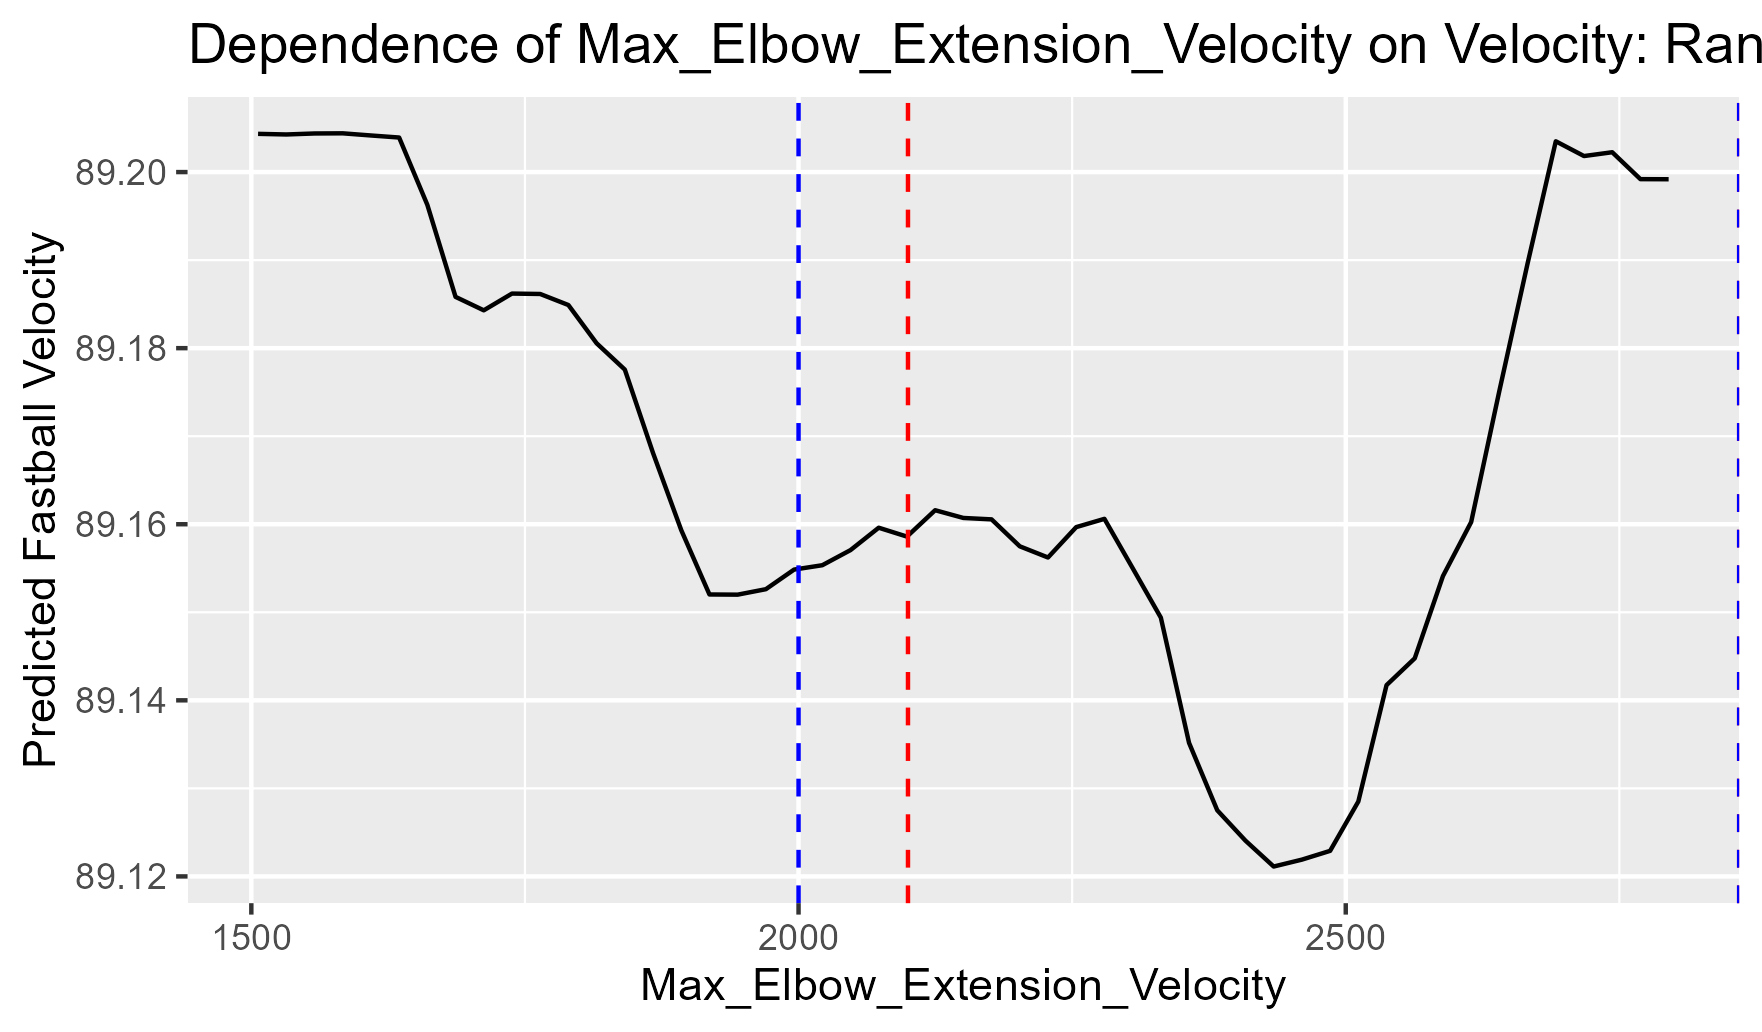 Dependence of Max_Elbow_Extension_Velocity on Velocity: Ran
Predicted Fastball Velocity
89.20
89.18
89.16
89.14
89.12
1500 2000 2500
Max_Elbow_Extension_Velocity